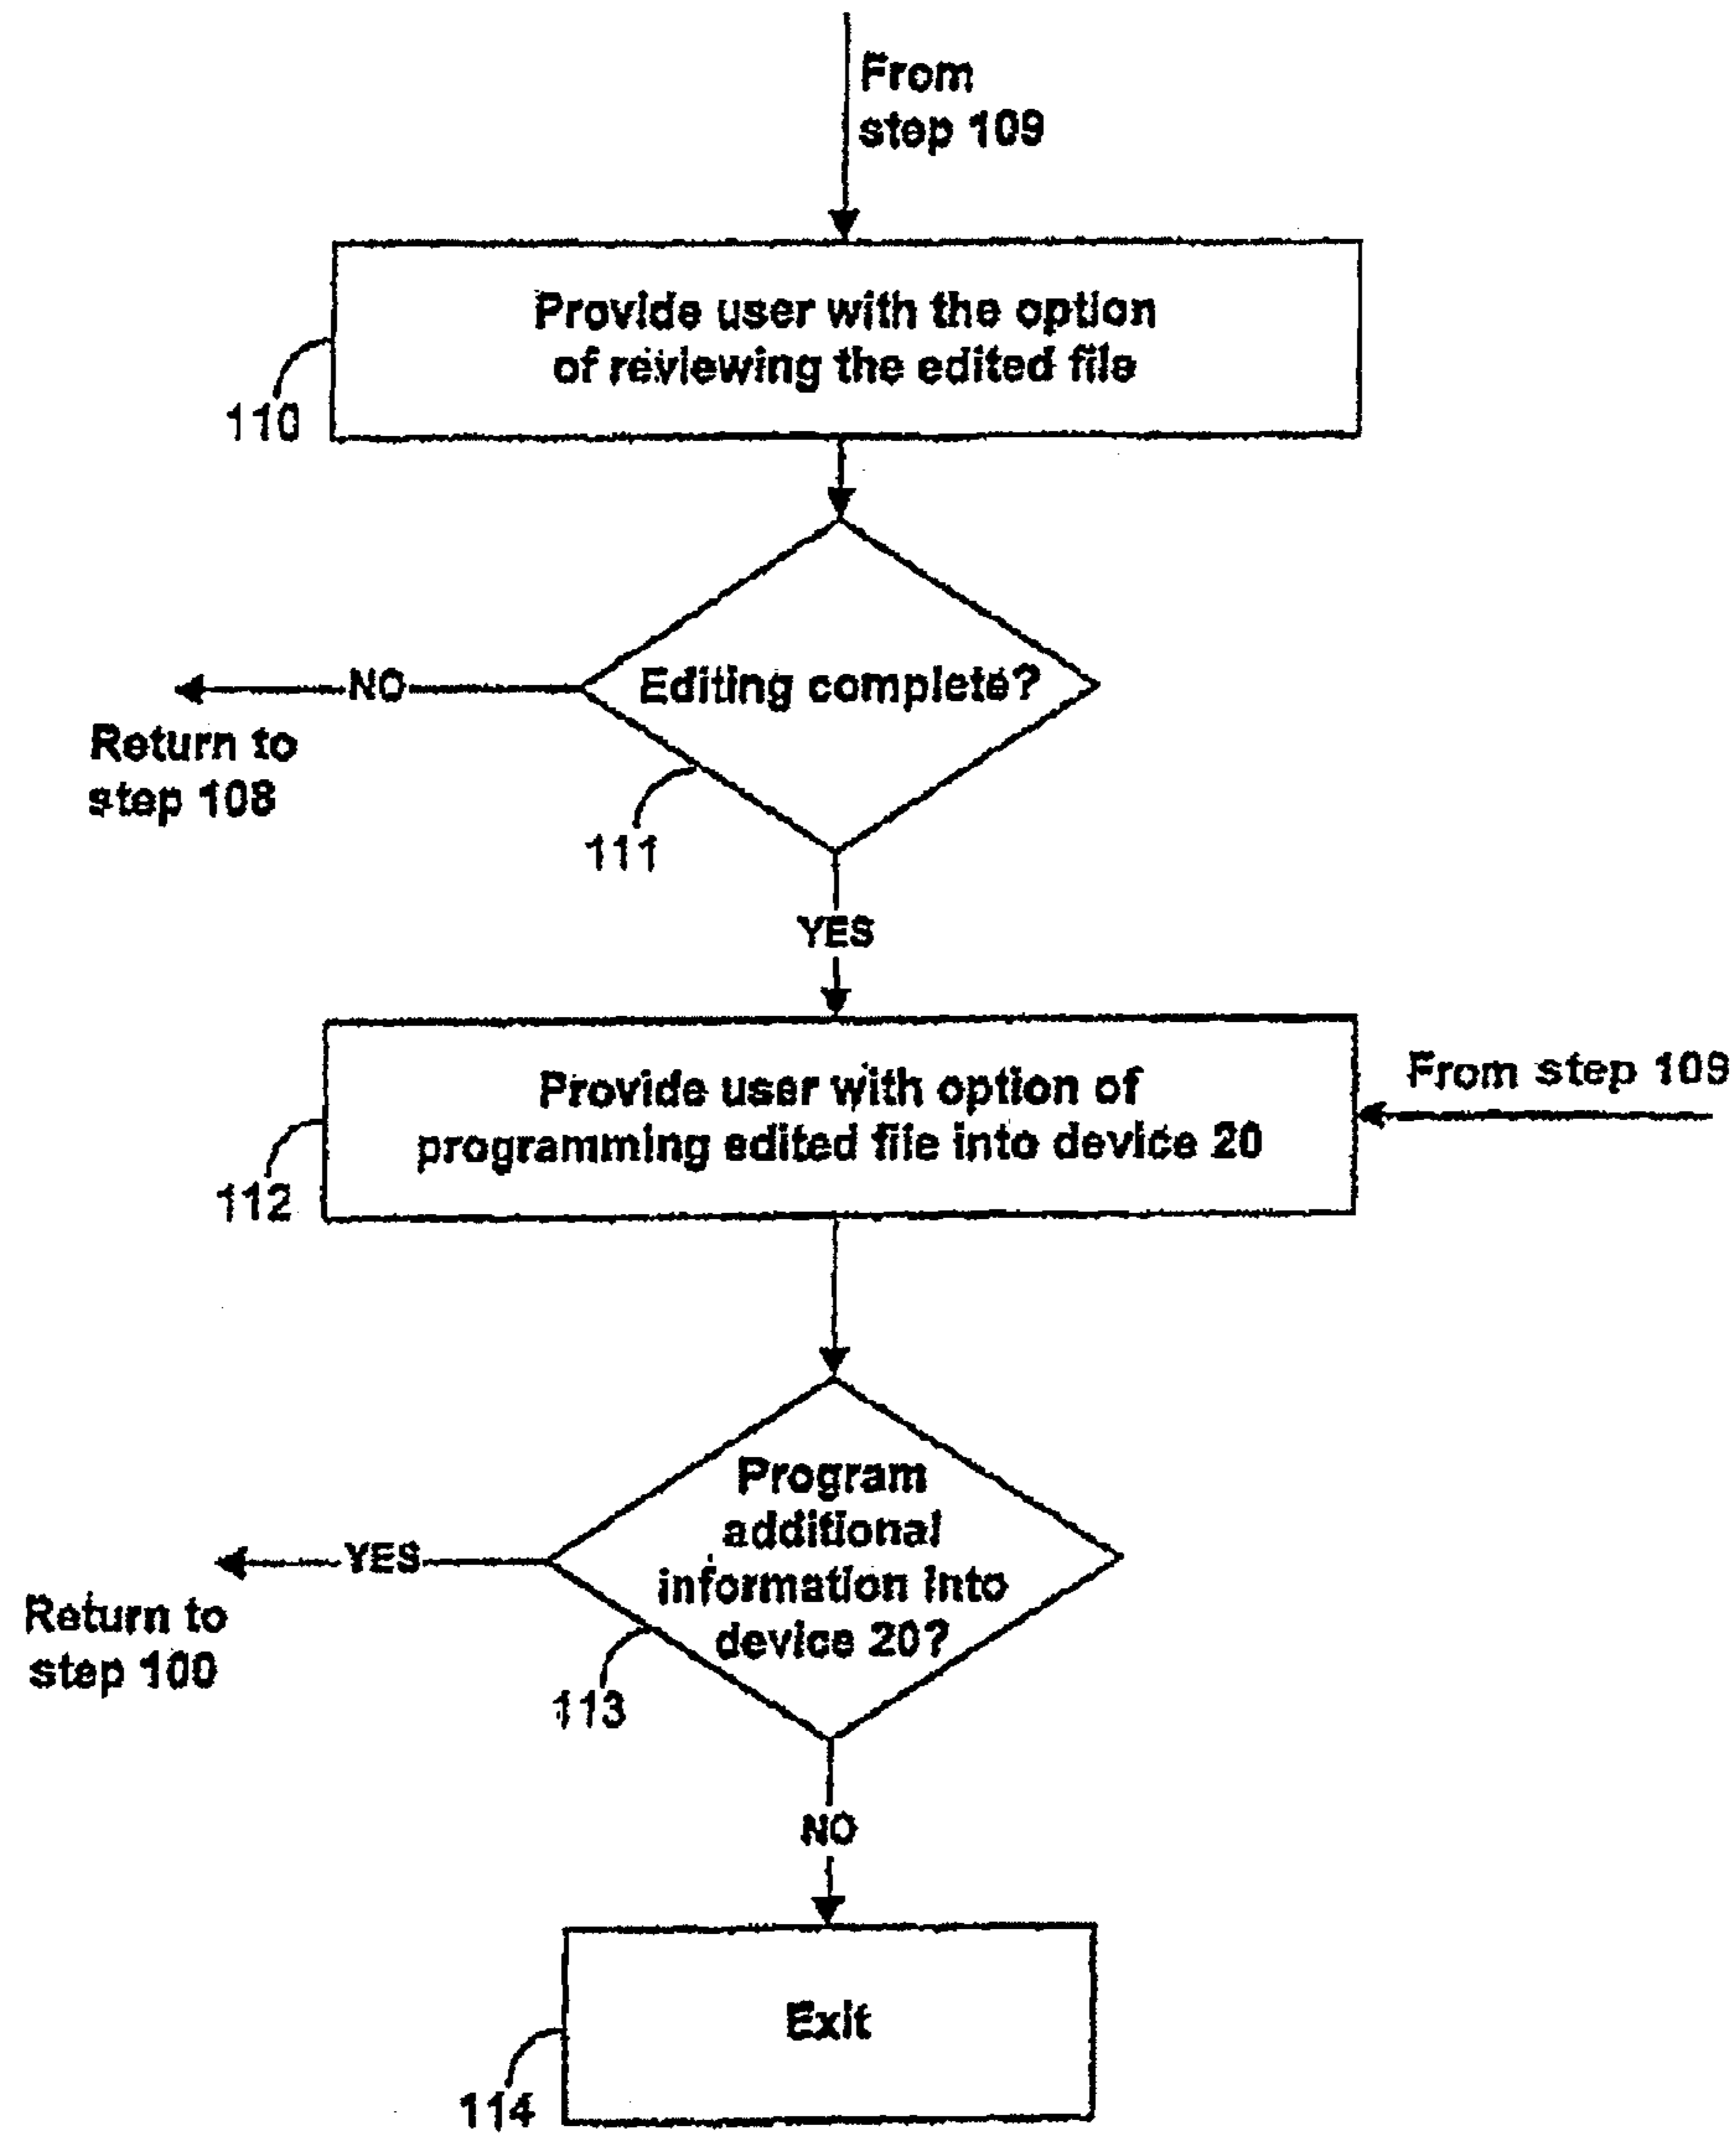 From
step 109
Provide user with the option
of reviewing the edited file
110
Editing complete?
NO
Return to
step 108
111
YES
Provide user with option of
programming edited file into device 20
From step 109
112
Program
additional
information into
device 20?
YES
Return to
step 100
113
NO
Exit
114